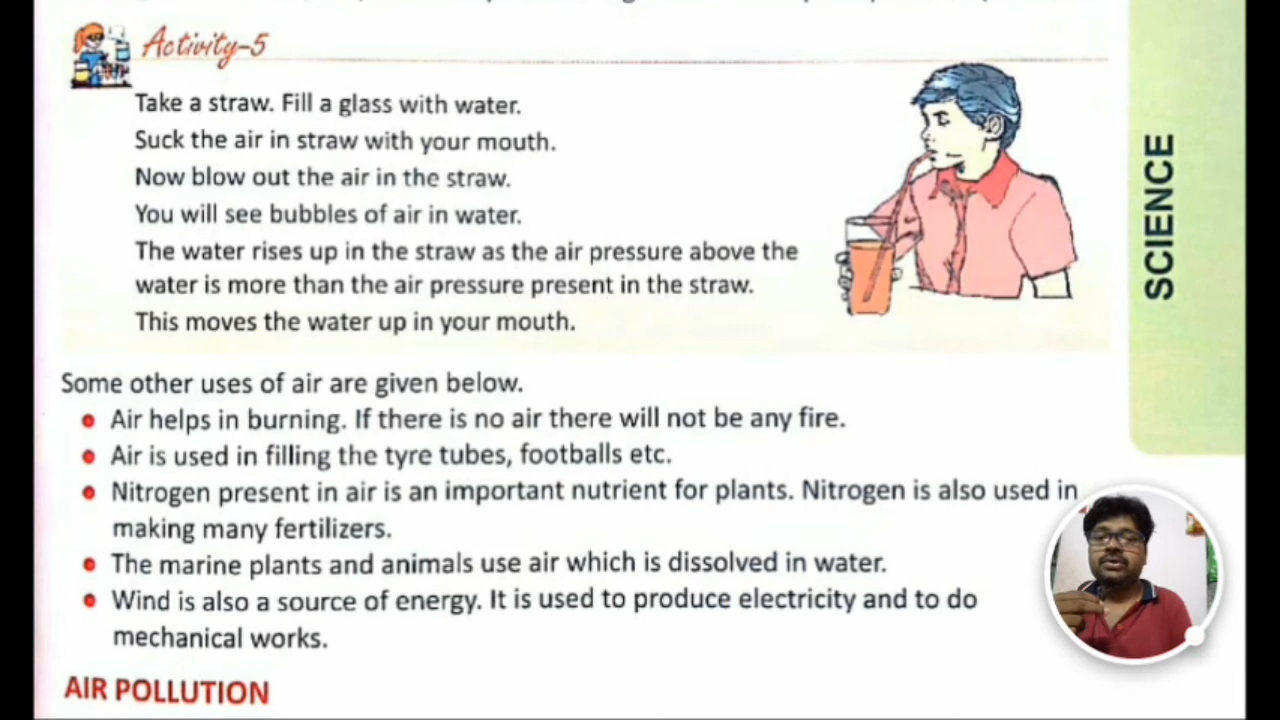 Activity-5
Take a straw. Fill a glass with water.
Suck the air in straw with your mouth.
Now blow out the air in the straw.
You will see bubbles of air in water.
The water rises up in the straw as the air pressure above the
water is more than the air pressure present in the straw.
This moves the water up in your mouth.
SCIENCE
Some other uses of air are given below.
• Air helps in burning. If there is no air there will not be any fire.
• Air is used in filling the tyre tubes, footballs etc.
• Nitrogen present in air is an important nutrient for plants. Nitrogen is also used in
making many fertilizers.
• The marine plants and animals use air which is dissolved in water.
• Wind is also a source of energy. It is used to produce electricity and to do
mechanical works.
AIR POLLUTION